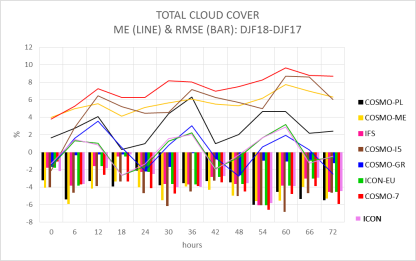 TOTAL CLOUD COVER
ME (LINE) & RMSE (BAR): DJF18-DJF17
12
10
8
6
4
2
0
-2
-4
-6
-8
%
0 6 12 18 24 30 36 42 48 54 60 66 72
hours
COSMO-PL
COSMO-ME
IFS
COSMO-I5
COSMO-GR
ICON-EU
COSMO-7
ICON